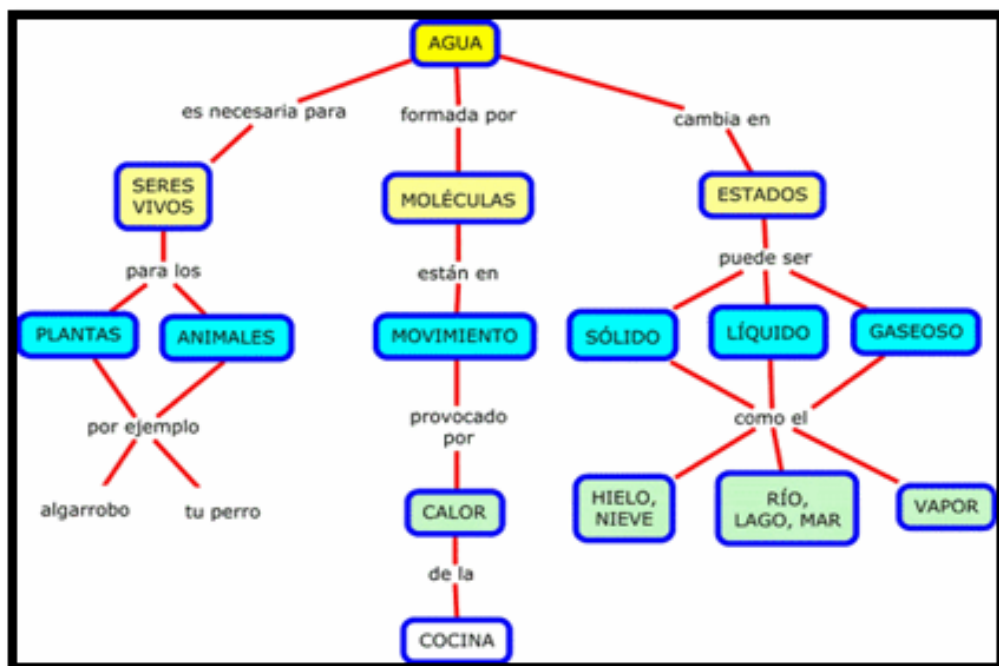 AGUA
es necesaria para
formada por
cambia en
SERES
VIVOS
MOLÉCULAS
ESTADOS
para los
están en
puede ser
PLANTAS
ANIMALES
MOVIMIENTO
SÓLIDO
LÍQUIDO
GASEOSO
por ejemplo
provocado
por
como el
algarrobo
tu perro
CALOR
HIELO,
NIEVE
RÍO,
LAGO, MAR
VAPOR
de la
COCINA